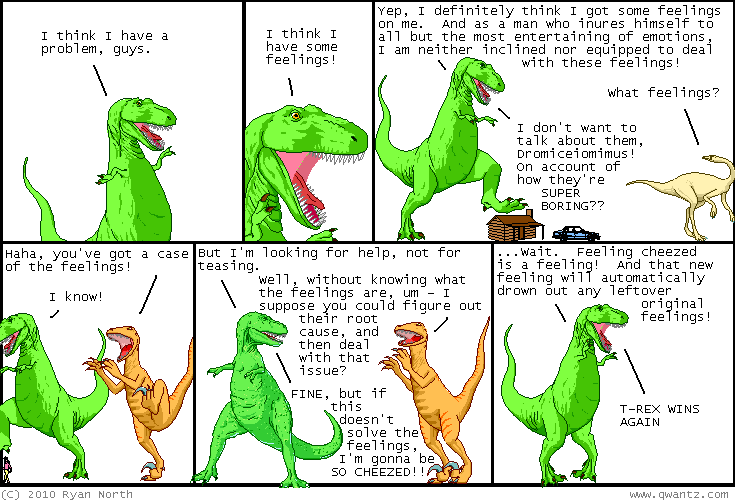 I think I have a
problem, guys.
I think I
have some
feelings!
Yep, I definitely think I got some feelings
on me.  And as a man who inures himself to
all but the most entertaining of emotions,
I am neither inclined nor equipped to deal
with these feelings!
What feelings?
I don't want to
talk about them,
Dromiceiomimus!
On account of
how they're
SUPER
BORING??
Haha, you've got a case
of the feelings!
I know!
But I'm looking for help, not for
teasing.
Well, without knowing what
the feelings are, um - I
suppose you could figure out
their root
cause, and
then deal
with that
issue?
FINE, but if
this
doesn't
solve the
feelings,
I'm gonna be
SO CHEEZED!!
...Wait.  Feeling cheezed
is a feeling!  And that new
feeling will automatically
drown out any leftover
original
feelings!
T-REX WINS
AGAIN
(C) 2010 Ryan North
www.qwantz.com